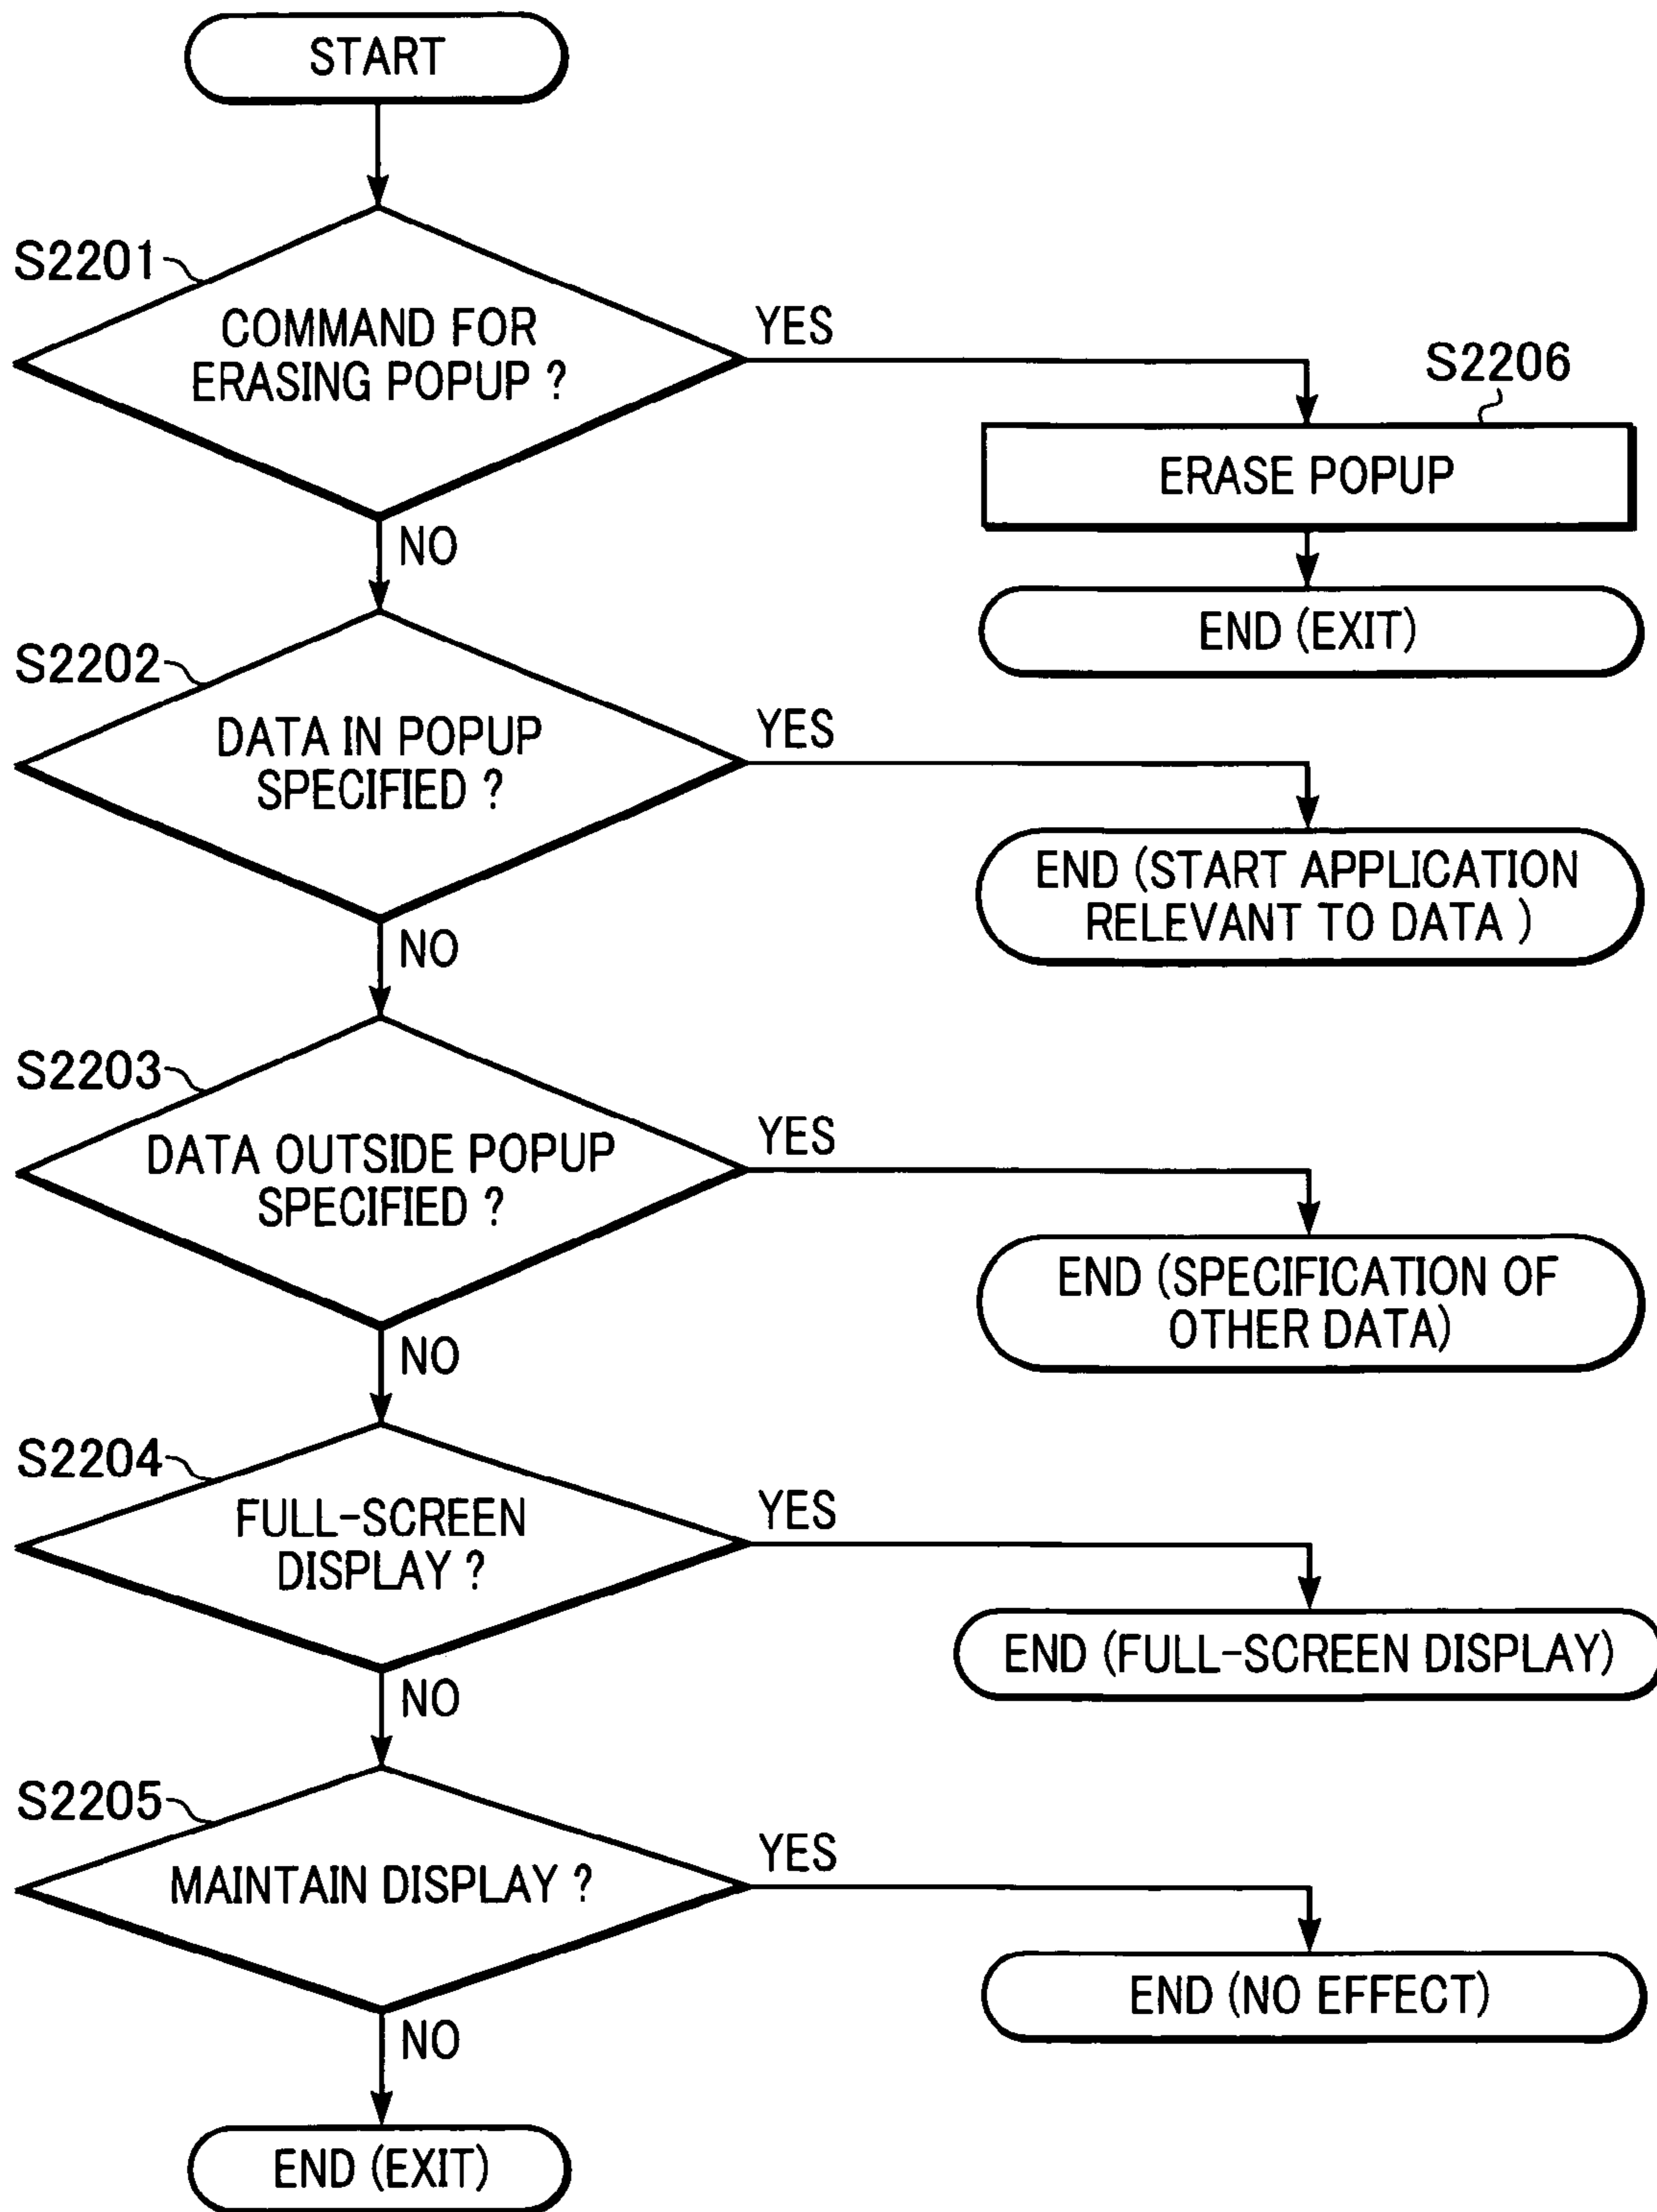 START
S2201
COMMAND FOR
ERASING POPUP ?
YES
S2206
ERASE POPUP
NO
END (EXIT)
S2202
DATA IN POPUP
SPECIFIED ?
YES
END (START APPLICATION
RELEVANT TO DATA )
NO
S2203
DATA OUTSIDE POPUP
SPECIFIED ?
YES
END (SPECIFICATION OF
OTHER DATA)
NO
S2204
FULL-SCREEN
DISPLAY ?
YES
END (FULL-SCREEN DISPLAY)
NO
S2205
MAINTAIN DISPLAY ?
YES
END (NO EFFECT)
NO
END (EXIT)